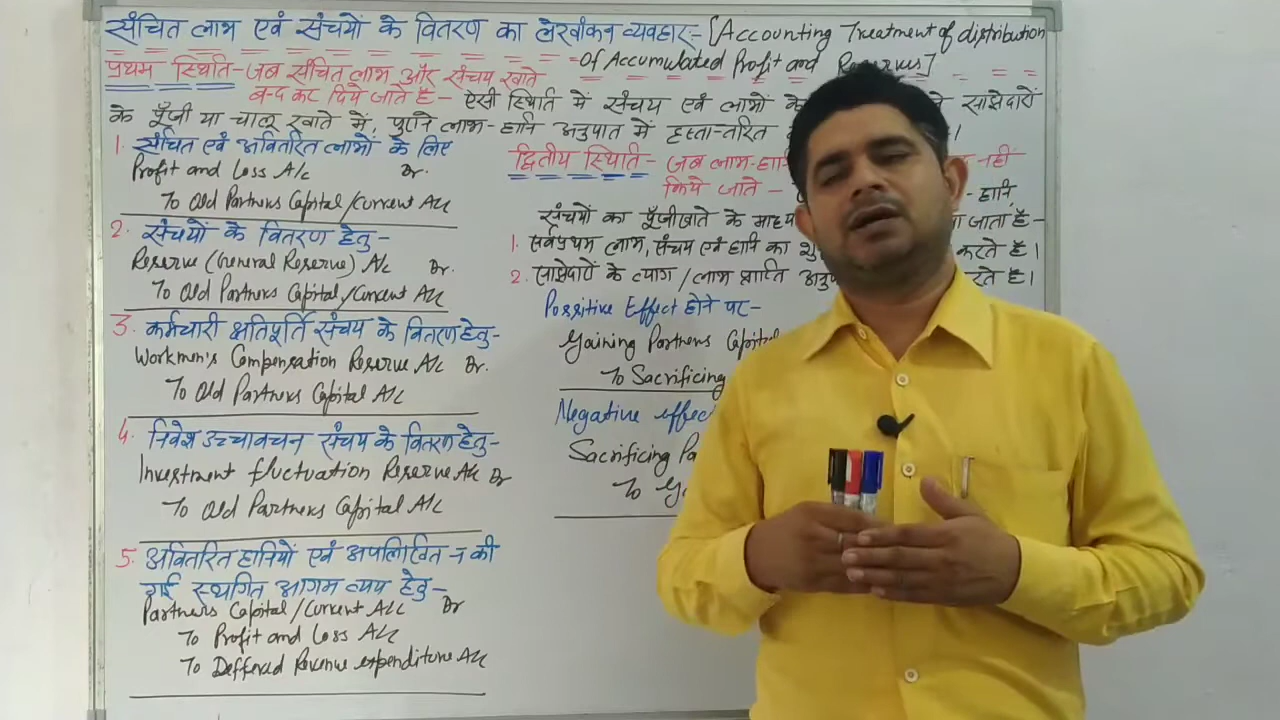 संचित लाभ एवं संचयों के वितरण का लेखांकन व्यवहार:- [Accounting Treatment of distribution
Of Accumulated Profit and Reserves]
प्रथम स्थिति - जब संचित लाभ और संचय खाते
बन्द कर दिये जाते है - ऐसी स्थिति में संचय एवं लाभों के साझेदारों
के पूँजी या चालू खाते में, पुराने लाभ-हानि अनुपात में हस्तान्तरित
1. संचित एवं अवितरित लाभों के लिए
Profit and Loss A/c Dr.
To Old Partners Capital/Current A/c
2. संचयों के वितरण हेतु -
Reserve (General Reserve) A/c Dr.
To Old Partners Capital/Current A/c
3. कर्मचारी क्षतिपूर्ति संचय के वितरण हेतु -
Workmen's Compensation Reserve A/c Dr.
To Old Partners Capital A/c
4. निवेश उच्चावचन संचय के वितरण हेतु -
Investment fluctuation Reserve A/c Dr
To Old Partners Capital A/c
5. अवितरित हानियों एवं अपलिखित न की
गई स्थगित आगम व्यय हेतु -
Partners Capital/Current A/c Dr
To Profit and Loss A/c
To Deffered Revenue expenditure A/c
द्वितीय स्थिति - जब लाभ-हानि नहीं
किये जाते - - हानि,
संचयों का पूँजीखाते के जाता है -
1. सर्वप्रथम लाभ, संचय एवं हानि का करते है।
2. साझेदारों के त्याग/लाभ प्राप्ति
Possitive Effect होने पर -
Gaining Partners Capital
To Sacrificing
Negative effect
Sacrificing
To